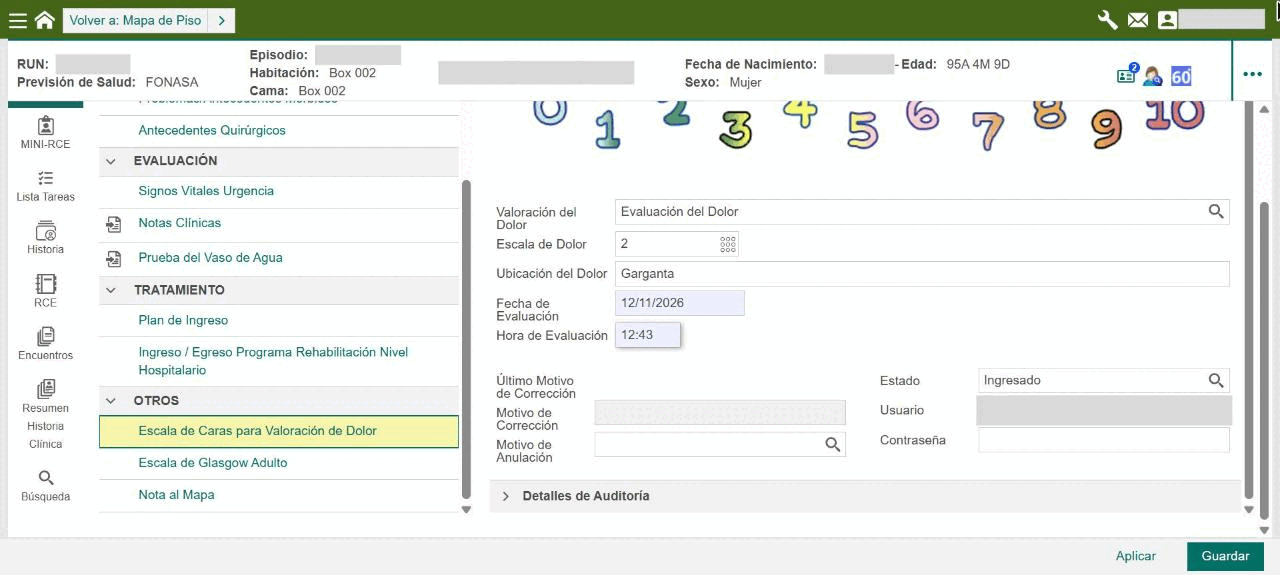 Volver a: Mapa de Piso
RUN:
Previsión de Salud: FONASA
Episodio:
Habitación: Box 002
Cama: Box 002
Fecha de Nacimiento: - Edad: 95A 4M 9D
Sexo: Mujer
2
60
MINI-RCE
Lista Tareas
Historia
RCE
Encuentros
Resumen
Historia
Clínica
Búsqueda
Problemas/Antecedentes Mórbidos
Antecedentes Quirúrgicos
EVALUACIÓN
Signos Vitales Urgencia
Notas Clínicas
Prueba del Vaso de Agua
TRATAMIENTO
Plan de Ingreso
Ingreso / Egreso Programa Rehabilitación Nivel
Hospitalario
OTROS
Escala de Caras para Valoración de Dolor
Escala de Glasgow Adulto
Nota al Mapa
0 1 2 3 4 5 6 7 8 9 10
Valoración del
Dolor
Evaluación del Dolor
Escala de Dolor 2
Ubicación del Dolor Garganta
Fecha de
Evaluación
12/11/2026
Hora de Evaluación 12:43
Último Motivo
de Corrección
Motivo de
Corrección
Motivo de
Anulación
Estado Ingresado
Usuario
Contraseña
Detalles de Auditoría
Aplicar
Guardar